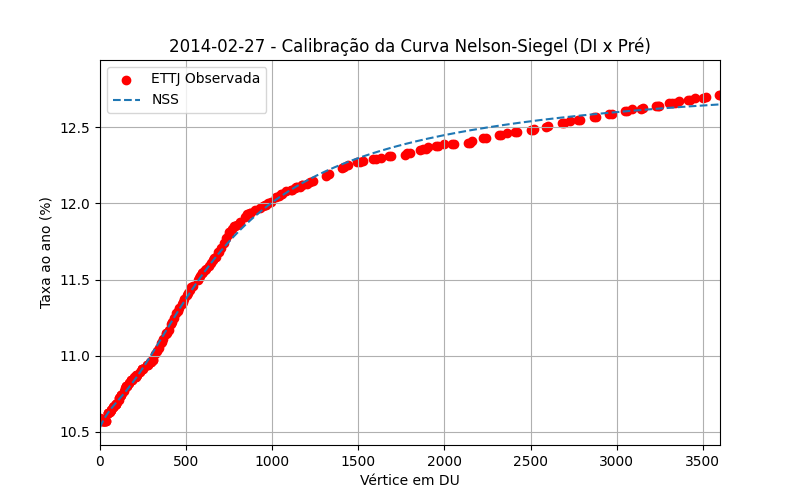 2014-02-27 - Calibração da Curva Nelson-Siegel (DI x Pré)
ETTJ Observada
NSS
Taxa ao ano (%)
12.5
12.0
11.5
11.0
10.5
0 500 1000 1500 2000 2500 3000 3500
Vértice em DU